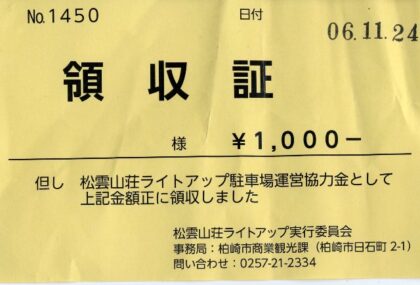 No.1450 日付 06.11.24
領収証
様 ¥1,000−
但し 松雲山荘ライトアップ駐車場運営協力金として
上記金額正に領収しました
松雲山荘ライトアップ実行委員会
事務局：柏崎市商業観光課（柏崎市日石町 2-1）
問い合わせ：0257-21-2334